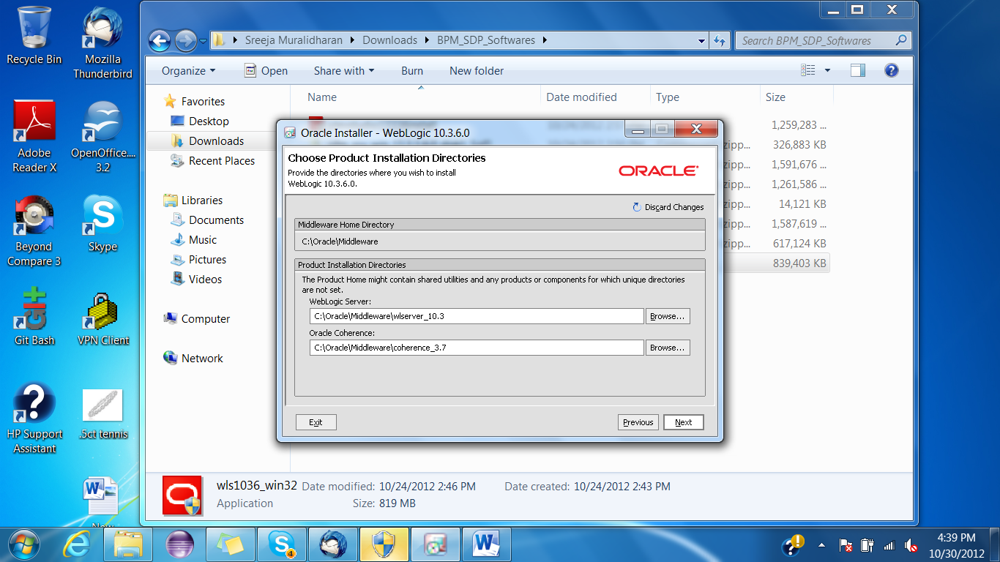 Recycle Bin
Mozilla
Thunderbird
Adobe
Reader X
OpenOffice....
3.2
Beyond
Compare 3
Skype
Git Bash
VPN Client
HP Support
Assistant
.5ct tennis
Sreeja Muralidharan
Downloads
BPM_SDP_Softwares
Search BPM_SDP_Softwares
Organize
Open
Share with
Burn
New folder
Favorites
Desktop
Downloads
Recent Places
Libraries
Documents
Music
Pictures
Videos
Computer
Network
Name
Date modified
Type
Size
1,259,283 ...
zipp... 326,883 KB
zipp... 1,591,676 ...
zipp... 1,261,586 ...
zipp... 14,121 KB
zipp... 1,587,619 ...
zipp... 617,124 KB
839,403 KB
Oracle Installer - WebLogic 10.3.6.0
Choose Product Installation Directories
Provide the directories where you wish to install
WebLogic 10.3.6.0.
ORACLE
Discard Changes
Middleware Home Directory
C:\Oracle\Middleware
Product Installation Directories
The Product Home might contain shared utilities and any products or components for which unique directories
are not set.
WebLogic Server:
C:\Oracle\Middleware\wlserver_10.3
Browse...
Oracle Coherence:
C:\Oracle\Middleware\coherence_3.7
Browse...
Exit
Previous
Next
wls1036_win32
Date modified: 10/24/2012 2:46 PM
Date created: 10/24/2012 2:43 PM
Application
Size: 819 MB
4
4:39 PM
10/30/2012